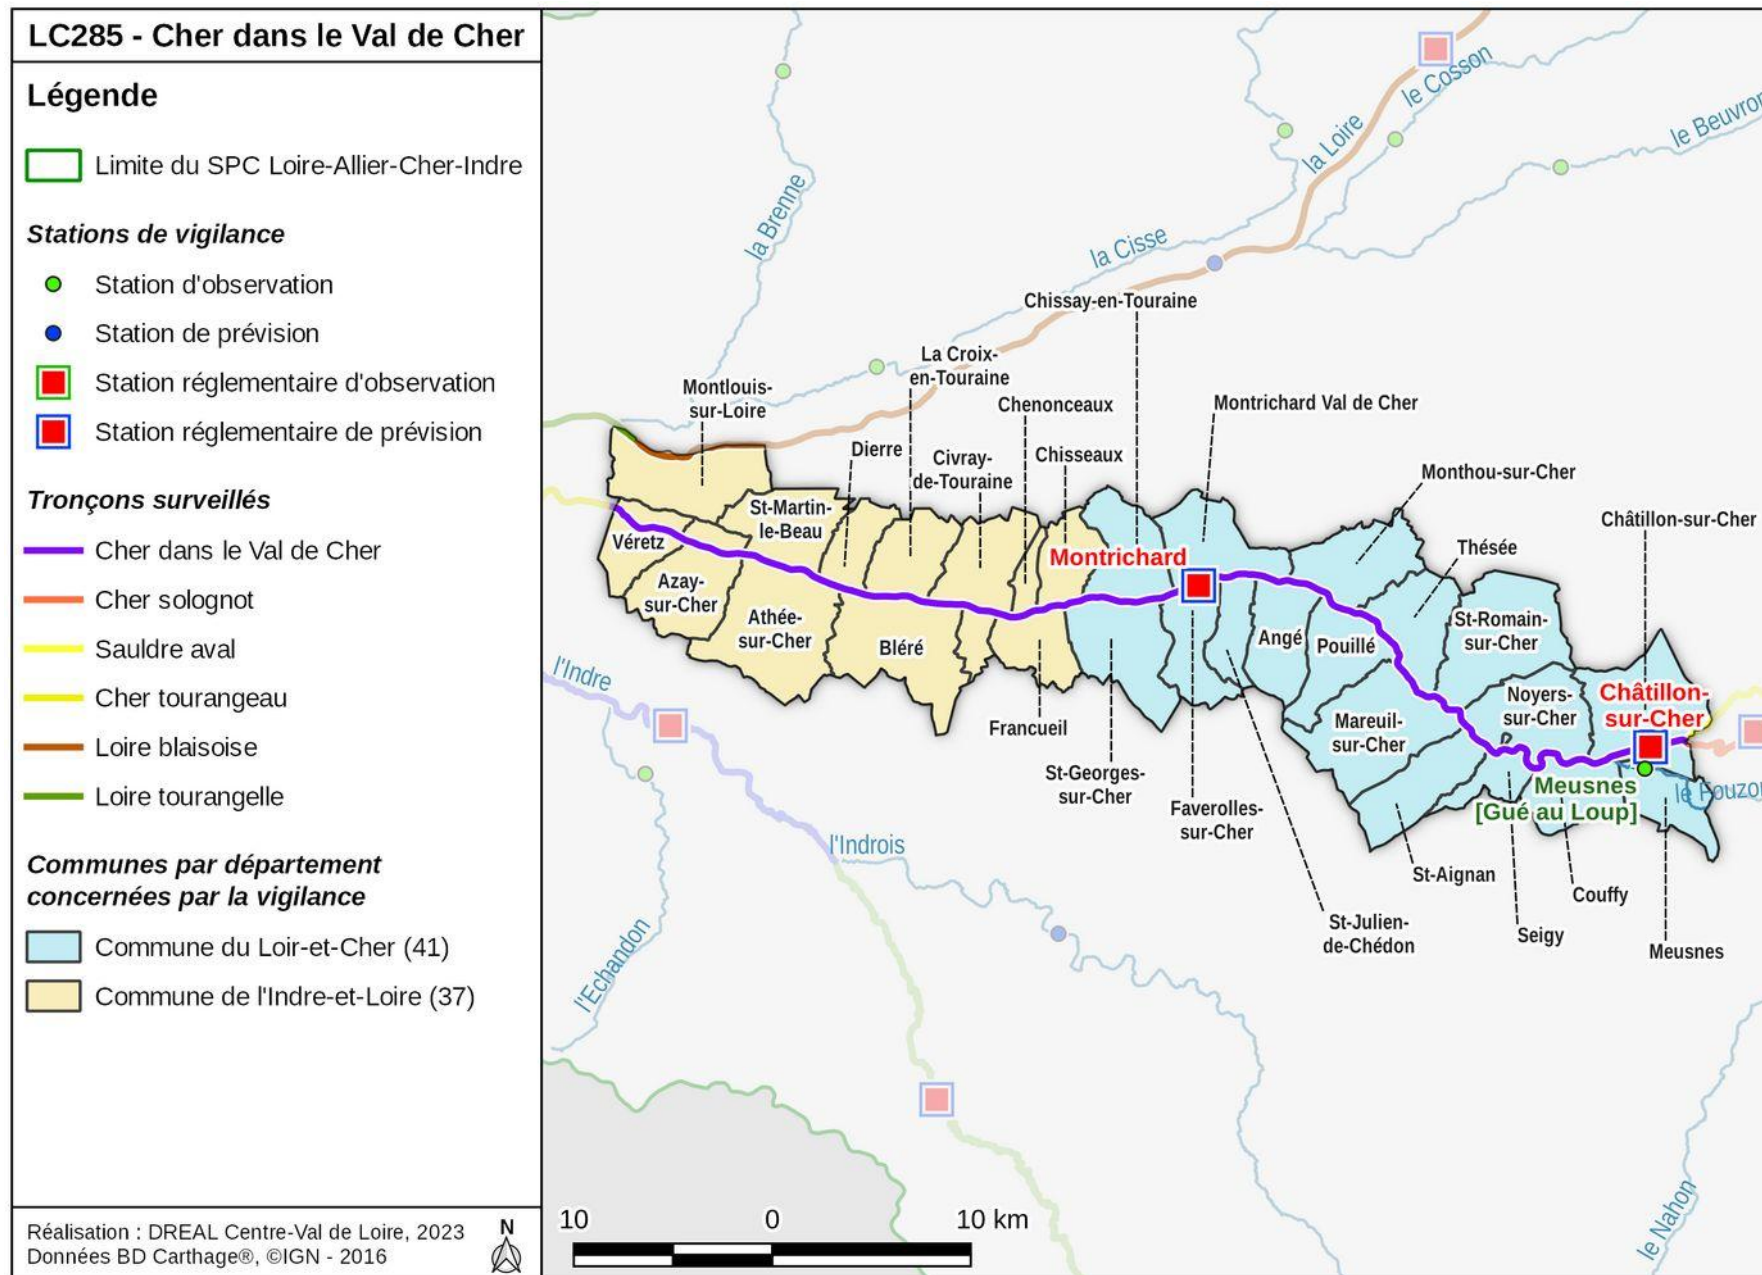 LC285 - Cher dans le Val de Cher
Légende
Limite du SPC Loire-Allier-Cher-Indre
Stations de vigilance
Station d'observation
Station de prévision
Station réglementaire d'observation
Station réglementaire de prévision
Tronçons surveillés
Cher dans le Val de Cher
Cher solognot
Sauldre aval
Cher tourangeau
Loire blaisoise
Loire tourangelle
Communes par département
concernées par la vigilance
Commune du Loir-et-Cher (41)
Commune de l'Indre-et-Loire (37)
Réalisation : DREAL Centre-Val de Loire, 2023
Données BD Carthage®, ©IGN - 2016
N
le Cosson
la Loire
le Beuvron
la Brenne
la Cisse
Chissay-en-Touraine
La Croix-
en-Touraine
Montlouis-
sur-Loire
Chenonceaux
Montrichard Val de Cher
Dierre
Civray-
de-Touraine
Chisseaux
Monthou-sur-Cher
St-Martin-
le-Beau
Châtillon-sur-Cher
Véretz
Thésée
Montrichard
Azay-
sur-Cher
Athée-
sur-Cher
Bléré
Angé
Pouillé
St-Romain-
sur-Cher
l'Indre
Francueil
Mareuil-
sur-Cher
Noyers-
sur-Cher
Châtillon-
sur-Cher
St-Georges-
sur-Cher
Faverolles-
sur-Cher
Meusnes
[Gué au Loup]
le Fouzon
l'Indrois
St-Aignan
Couffy
St-Julien-
de-Chédon
Seigy
Meusnes
l'Echandon
le Nahon
10 0 10 km